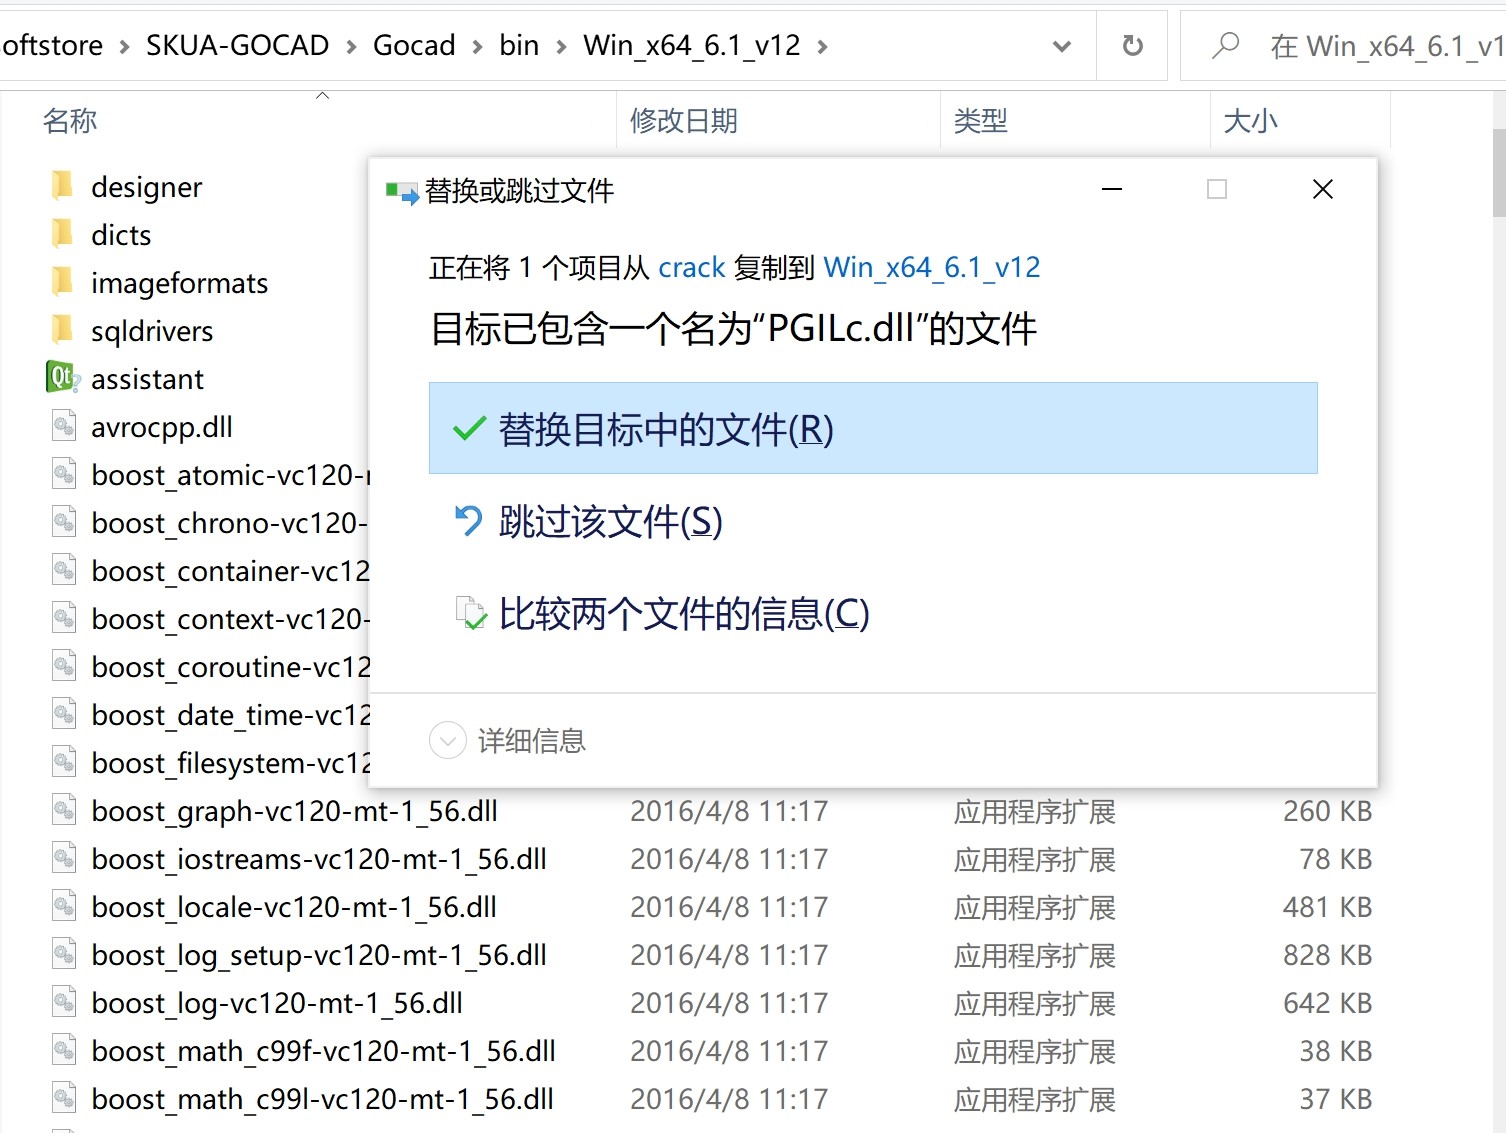 oftstore > SKUA-GOCAD > Gocad > bin > Win_x64_6.1_v12 >
在 Win_x64_6.1_v1
名称 修改日期 类型 大小
designer
dicts
imageformats
sqldrivers
assistant
avrocpp.dll
boost_atomic-vc120-
boost_chrono-vc120-
boost_container-vc12
boost_context-vc120-
boost_coroutine-vc12
boost_date_time-vc12
boost_filesystem-vc12
替换或跳过文件
正在将 1 个项目从 crack 复制到 Win_x64_6.1_v12
目标已包含一个名为“PGILc.dll”的文件
替换目标中的文件(R)
跳过该文件(S)
比较两个文件的信息(C)
详细信息
boost_graph-vc120-mt-1_56.dll 2016/4/8 11:17 应用程序扩展 260 KB
boost_iostreams-vc120-mt-1_56.dll 2016/4/8 11:17 应用程序扩展 78 KB
boost_locale-vc120-mt-1_56.dll 2016/4/8 11:17 应用程序扩展 481 KB
boost_log_setup-vc120-mt-1_56.dll 2016/4/8 11:17 应用程序扩展 828 KB
boost_log-vc120-mt-1_56.dll 2016/4/8 11:17 应用程序扩展 642 KB
boost_math_c99f-vc120-mt-1_56.dll 2016/4/8 11:17 应用程序扩展 38 KB
boost_math_c99l-vc120-mt-1_56.dll 2016/4/8 11:17 应用程序扩展 37 KB